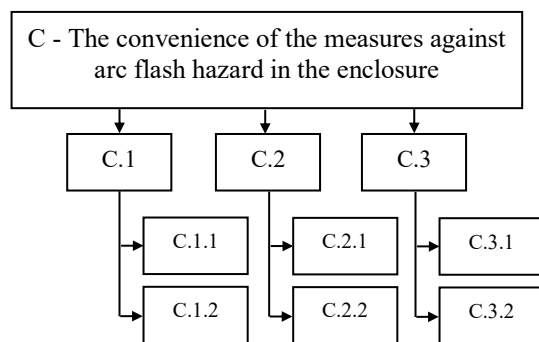 C - The convenience of the measures against
arc flash hazard in the enclosure
C.1
C.2
C.3
C.1.1
C.2.1
C.3.1
C.1.2
C.2.2
C.3.2